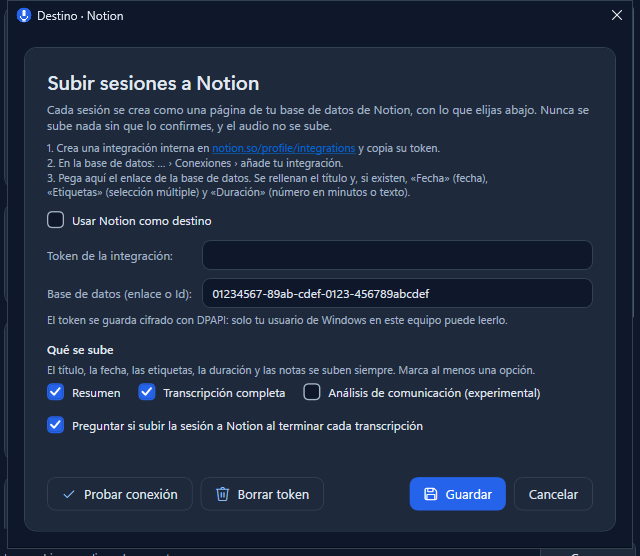 Destino · Notion
Subir sesiones a Notion
Cada sesión se crea como una página de tu base de datos de Notion, con lo que elijas abajo. Nunca se
sube nada sin que lo confirmes, y el audio no se sube.
1. Crea una integración interna en notion.so/profile/integrations y copia su token.
2. En la base de datos: ... › Conexiones › añade tu integración.
3. Pega aquí el enlace de la base de datos. Se rellenan el título y, si existen, «Fecha» (fecha),
«Etiquetas» (selección múltiple) y «Duración» (número en minutos o texto).
Usar Notion como destino
Token de la integración:
Base de datos (enlace o Id): 01234567-89ab-cdef-0123-456789abcdef
El token se guarda cifrado con DPAPI: solo tu usuario de Windows en este equipo puede leerlo.
Qué se sube
El título, la fecha, las etiquetas, la duración y las notas se suben siempre. Marca al menos una opción.
Resumen Transcripción completa Análisis de comunicación (experimental)
Preguntar si subir la sesión a Notion al terminar cada transcripción
Probar conexión Borrar token Guardar Cancelar